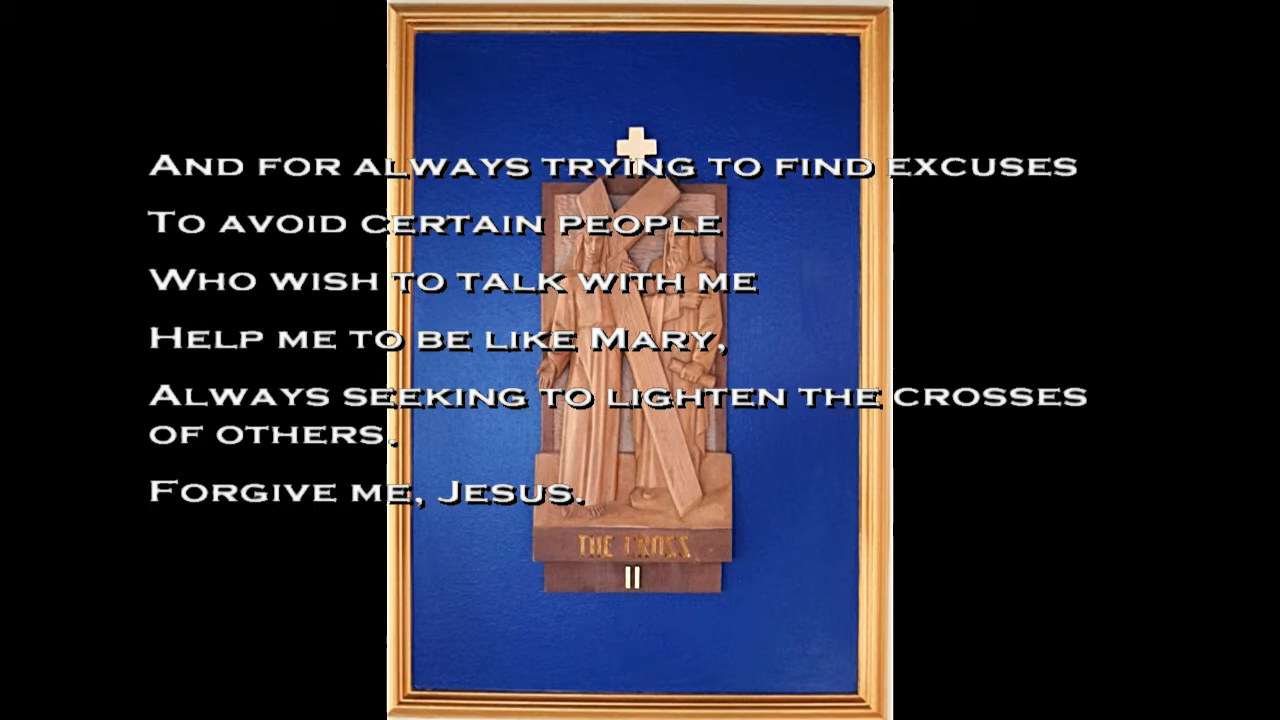 And for always trying to find excuses
To avoid certain people
Who wish to talk with me
Help me to be like Mary,
Always seeking to lighten the crosses
of others.
Forgive me, Jesus.
THE CROSS
II